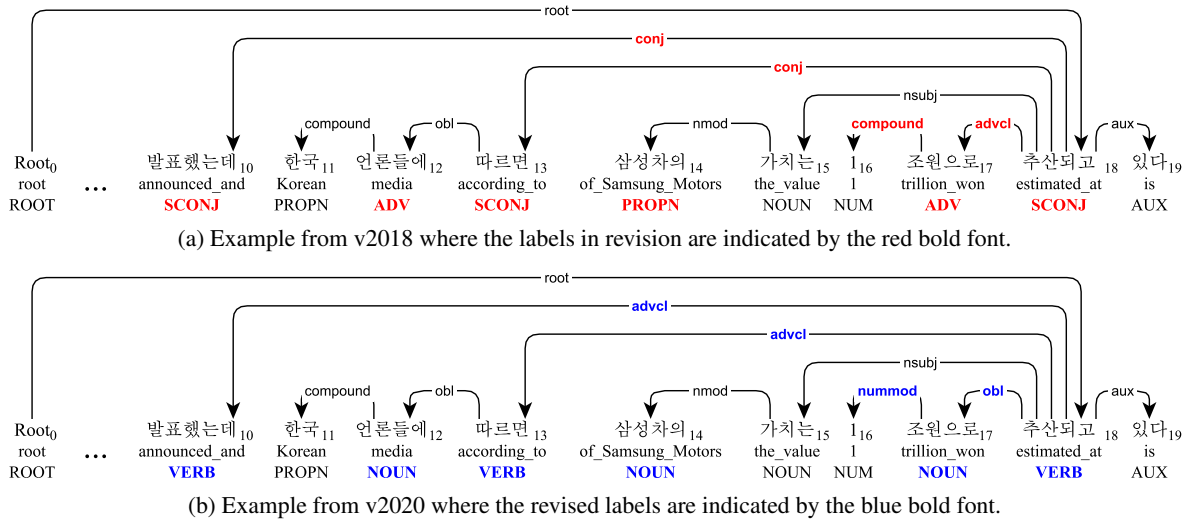 root
conj
conj
nsubj
compound obl nmod compound advcl aux
Root0 발표했는데10 한국11 언론들에12 따르면13 삼성차의14 가치는15 116 조원으로17 추산되고18 있다19
root ... announced_and Korean media according_to of_Samsung_Motors the_value 1 trillion_won estimated_at is
ROOT SCONJ PROPN ADV SCONJ PROPN NOUN NUM ADV SCONJ AUX
(a) Example from v2018 where the labels in revision are indicated by the red bold font.
root
advcl
advcl
nsubj
compound obl nmod nummod obl aux
Root0 발표했는데10 한국11 언론들에12 따르면13 삼성차의14 가치는15 116 조원으로17 추산되고18 있다19
root ... announced_and Korean media according_to of_Samsung_Motors the_value 1 trillion_won estimated_at is
ROOT VERB PROPN NOUN VERB NOUN NOUN NUM NOUN VERB AUX
(b) Example from v2020 where the revised labels are indicated by the blue bold font.